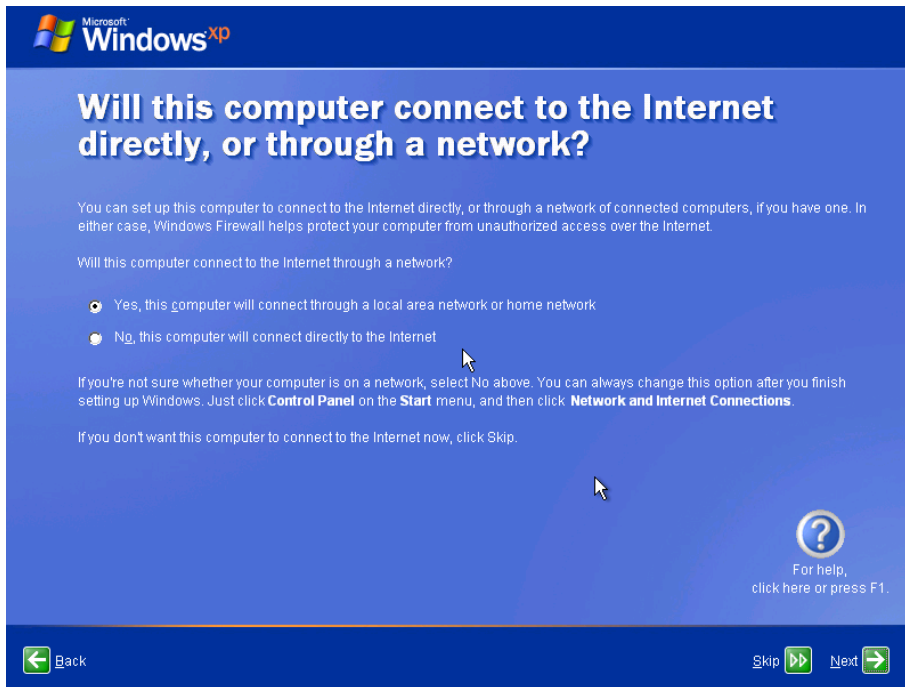 Microsoft
Windows xp
Will this computer connect to the Internet
directly, or through a network?
You can set up this computer to connect to the Internet directly, or through a network of connected computers, if you have one. In
either case, Windows Firewall helps protect your computer from unauthorized access over the Internet.
Will this computer connect to the Internet through a network?
Yes, this computer will connect through a local area network or home network
No, this computer will connect directly to the Internet
If you're not sure whether your computer is on a network, select No above. You can always change this option after you finish
setting up Windows. Just click Control Panel on the Start menu, and then click Network and Internet Connections.
If you don't want this computer to connect to the Internet now, click Skip.
?
For help,
click here or press F1.
Back
Skip
Next